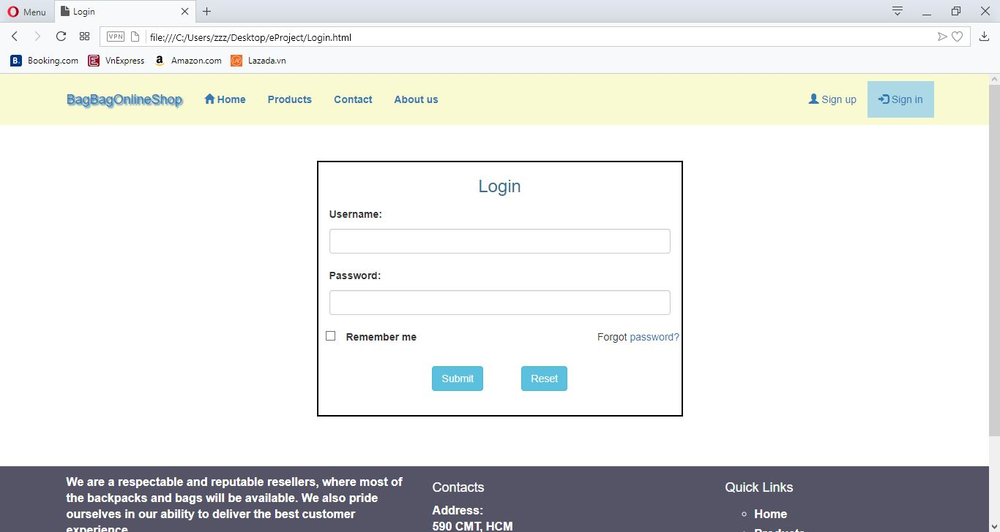 Menu
Login
VPN
file:///C:/Users/zzz/Desktop/eProject/Login.html
B. Booking.com
E VnExpress
a Amazon.com
Lazada.vn
BagBagOnlineShop
Home
Products
Contact
About us
Sign up
Sign in
Login
Username:
Password:
Remember me
Forgot password?
Submit
Reset
We are a respectable and reputable resellers, where most of
the backpacks and bags will be available. We also pride
ourselves in our ability to deliver the best customer
experience
Contacts
Address:
590 CMT, HCM
Quick Links
Home
Products